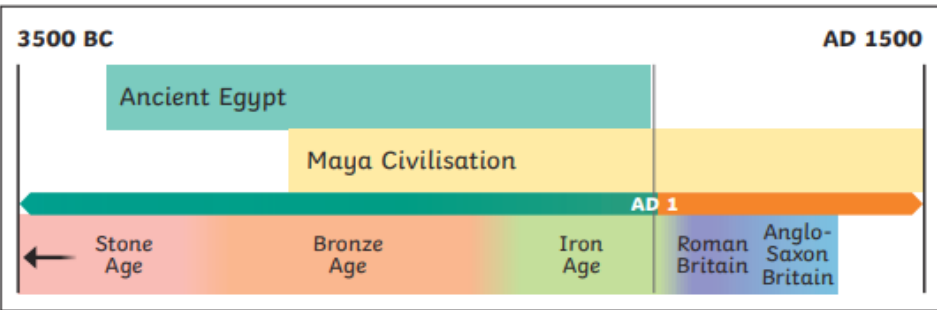 3500 BC
AD 1500
Ancient Egypt
Maya Civilisation
AD 1
Stone
Age
Bronze
Age
Iron
Age
Roman
Britain
Anglo-
Saxon
Britain